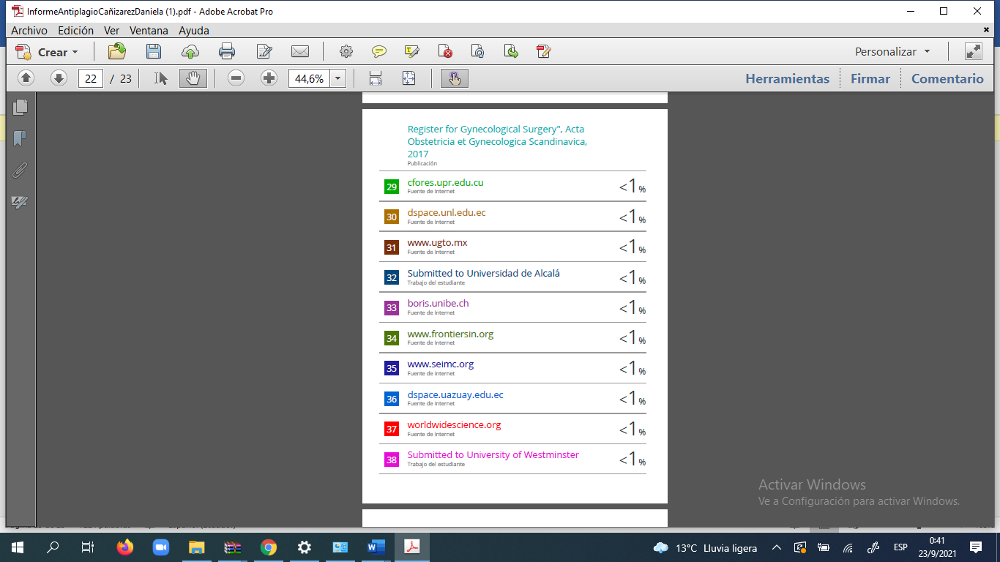 InformeAntiplagioCañizarezDaniela (1).pdf - Adobe Acrobat Pro
Archivo Edición Ver Ventana Ayuda
Crear
Personalizar
22 / 23
44,6%
Herramientas Firmar Comentario
Register for Gynecological Surgery", Acta
Obstetricia et Gynecologica Scandinavica,
2017
Publicación
29 cfores.upr.edu.cu <1%
Fuente de Internet
30 dspace.unl.edu.ec <1%
Fuente de Internet
31 www.ugto.mx <1%
Fuente de Internet
32 Submitted to Universidad de Alcalá <1%
Trabajo del estudiante
33 boris.unibe.ch <1%
Fuente de Internet
34 www.frontiersin.org <1%
Fuente de Internet
35 www.seimc.org <1%
Fuente de Internet
36 dspace.uazuay.edu.ec <1%
Fuente de Internet
37 worldwidescience.org <1%
Fuente de Internet
38 Submitted to University of Westminster <1%
Trabajo del estudiante
Activar Windows
Ve a Configuración para activar Windows.
13°C Lluvia ligera
ESP
0:41
23/9/2021